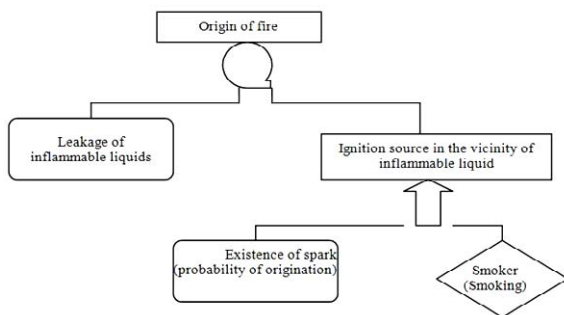 Origin of fire
Leakage of
inflammable liquids
Ignition source in the vicinity of
inflammable liquid
Existence of spark
(probability of origination)
Smokcr
(Smoking)